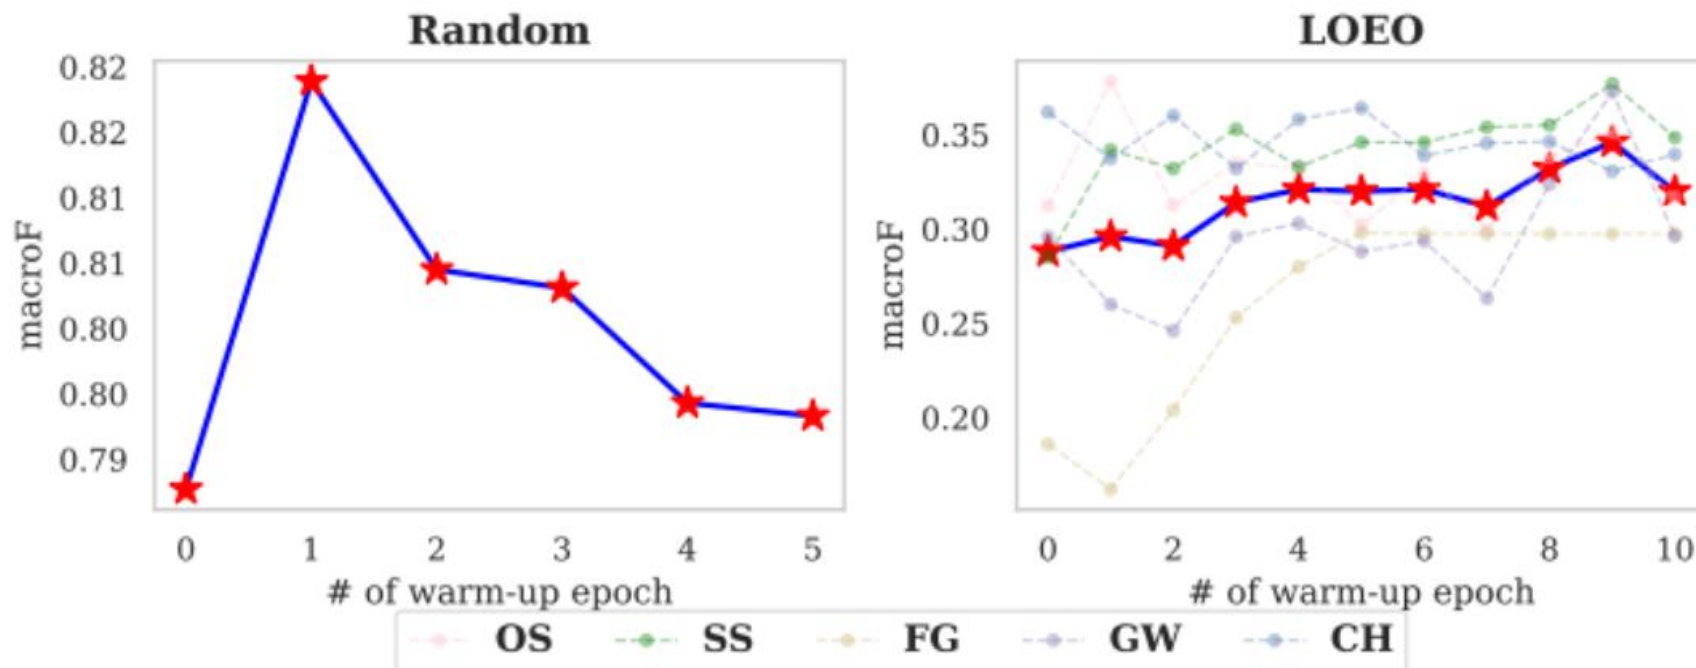 Random
LOEO
macroF
0.82
0.82
0.81
0.81
0.80
0.80
0.79
0 1 2 3 4 5
# of warm-up epoch
macroF
0.35
0.30
0.25
0.20
0 2 4 6 8 10
# of warm-up epoch
OS SS FG GW CH